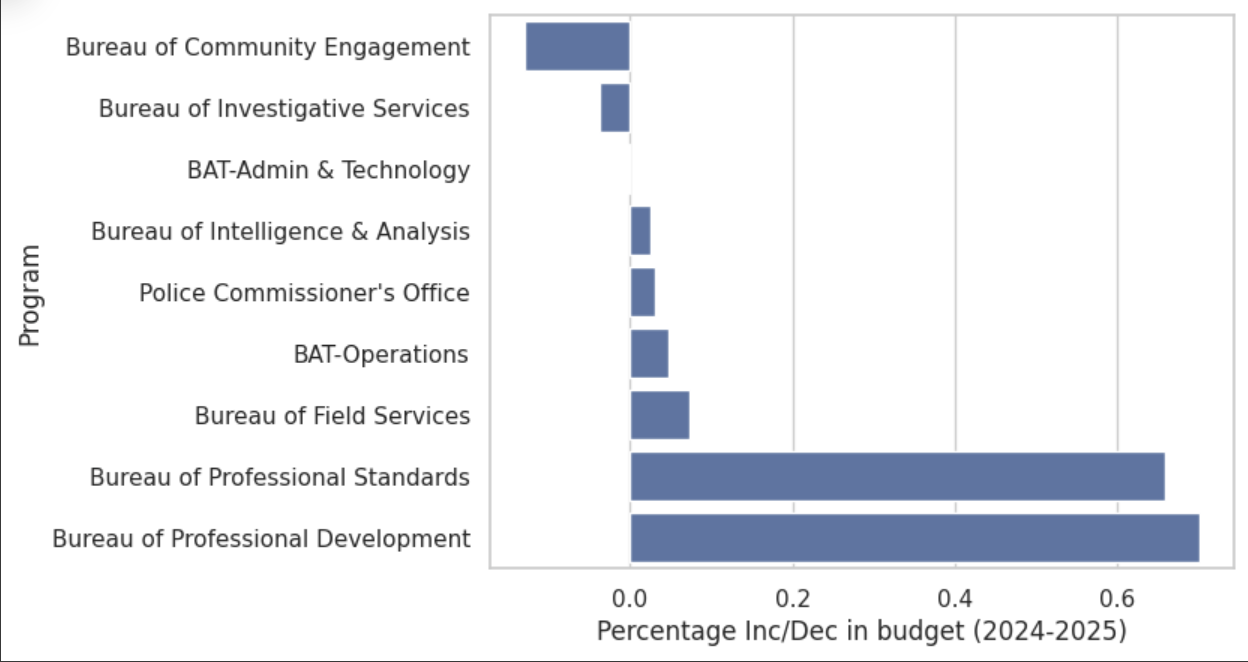 Bureau of Community Engagement
Bureau of Investigative Services
BAT-Admin & Technology
Bureau of Intelligence & Analysis
Police Commissioner's Office
BAT-Operations
Bureau of Field Services
Bureau of Professional Standards
Bureau of Professional Development
Program
0.0 0.2 0.4 0.6
Percentage Inc/Dec in budget (2024-2025)